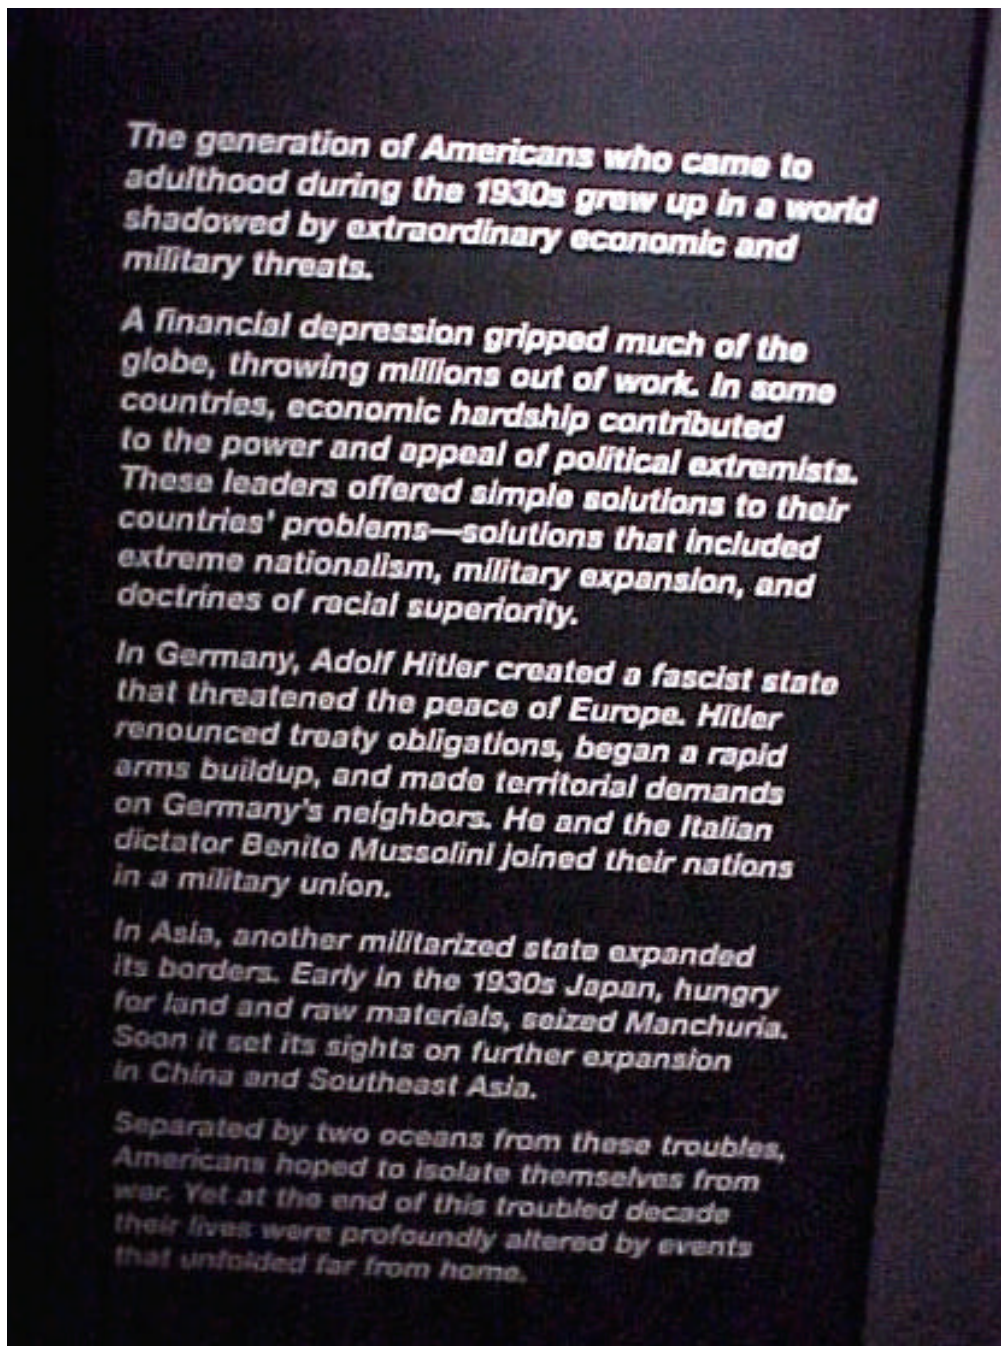 The generation of Americans who came to
adulthood during the 1930s grew up in a world
shadowed by extraordinary economic and
military threats.
A financial depression gripped much of the
globe, throwing millions out of work. In some
countries, economic hardship contributed
to the power and appeal of political extremists.
These leaders offered simple solutions to their
countries' problems—solutions that included
extreme nationalism, military expansion, and
doctrines of racial superiority.
In Germany, Adolf Hitler created a fascist state
that threatened the peace of Europe. Hitler
renounced treaty obligations, began a rapid
arms buildup, and made territorial demands
on Germany's neighbors. He and the Italian
dictator Benito Mussolini joined their nations
in a military union.
In Asia, another militarized state expanded
its borders. Early in the 1930s Japan, hungry
for land and raw materials, seized Manchuria.
Soon it set its sights on further expansion
in China and Southeast Asia.
Separated by two oceans from these troubles,
Americans hoped to isolate themselves from
war. Yet at the end of this troubled decade
their lives were profoundly altered by events
that unfolded far from home.